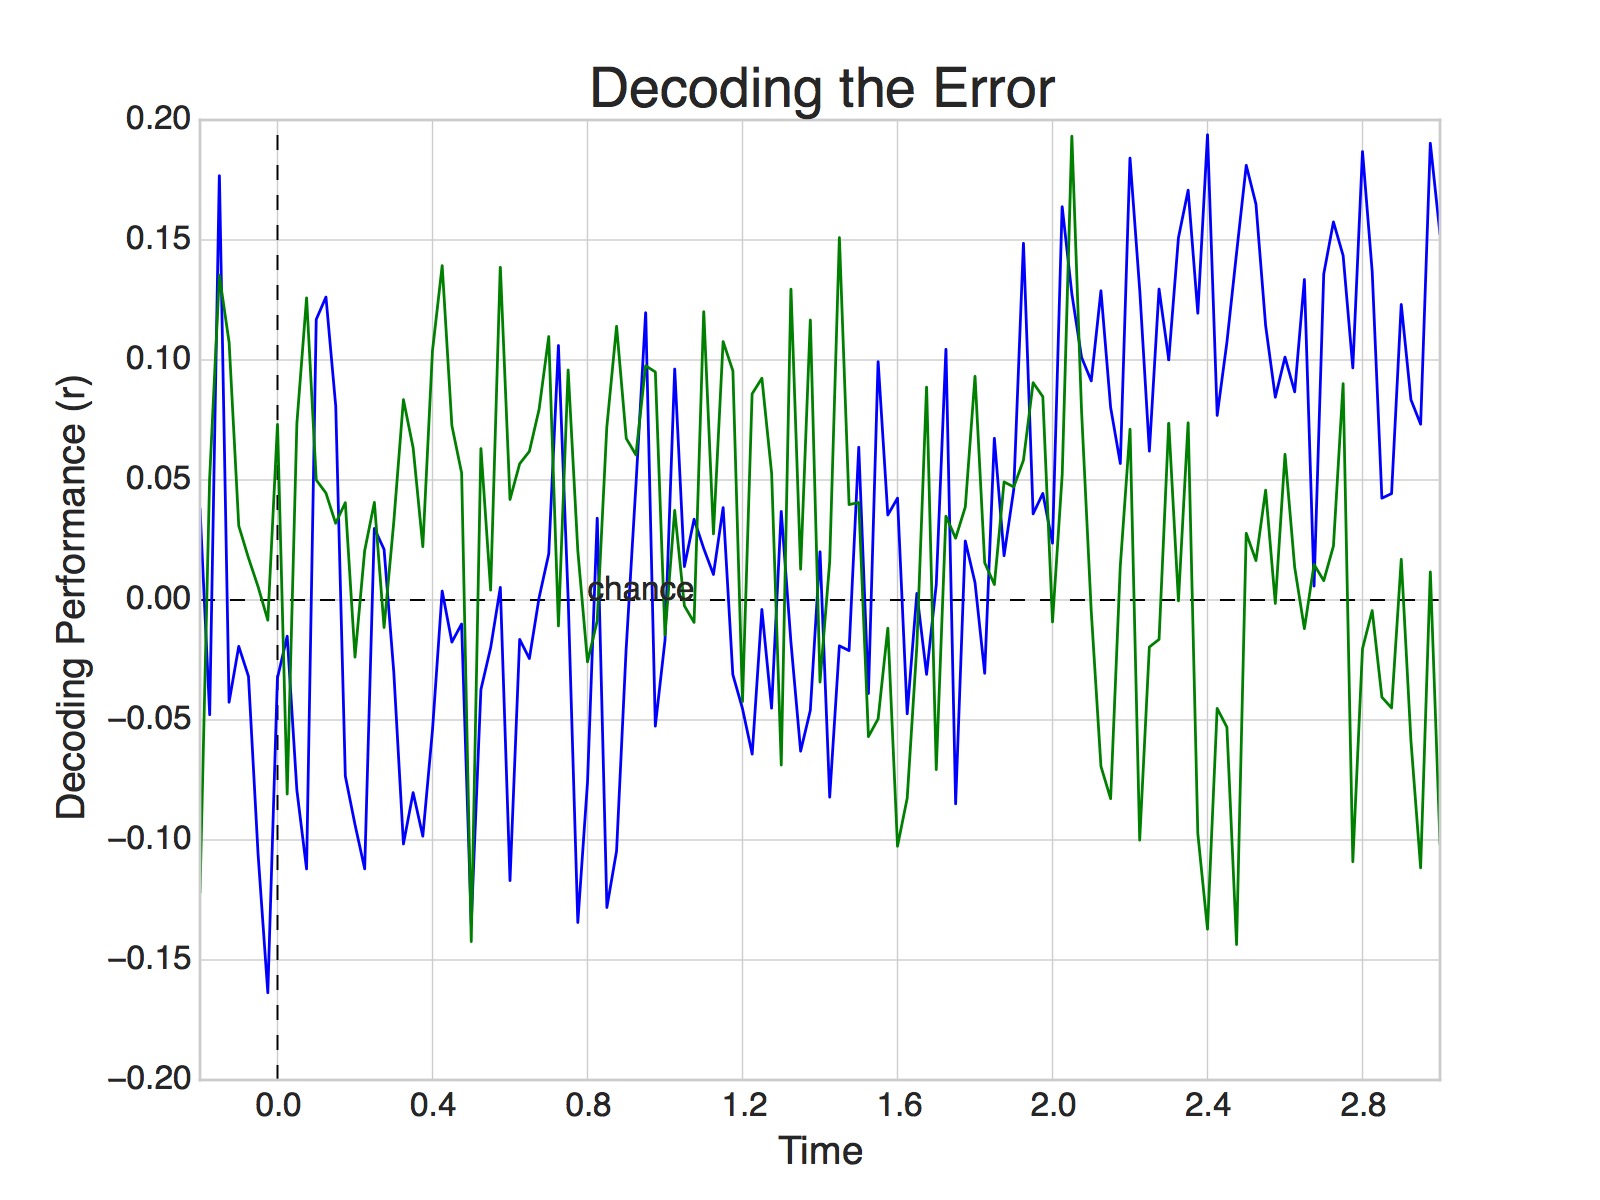 Decoding the Error
0.20
0.15
0.10
0.05
0.00
−0.05
−0.10
−0.15
−0.20
Decoding Performance (r)
chance
0.0 0.4 0.8 1.2 1.6 2.0 2.4 2.8
Time